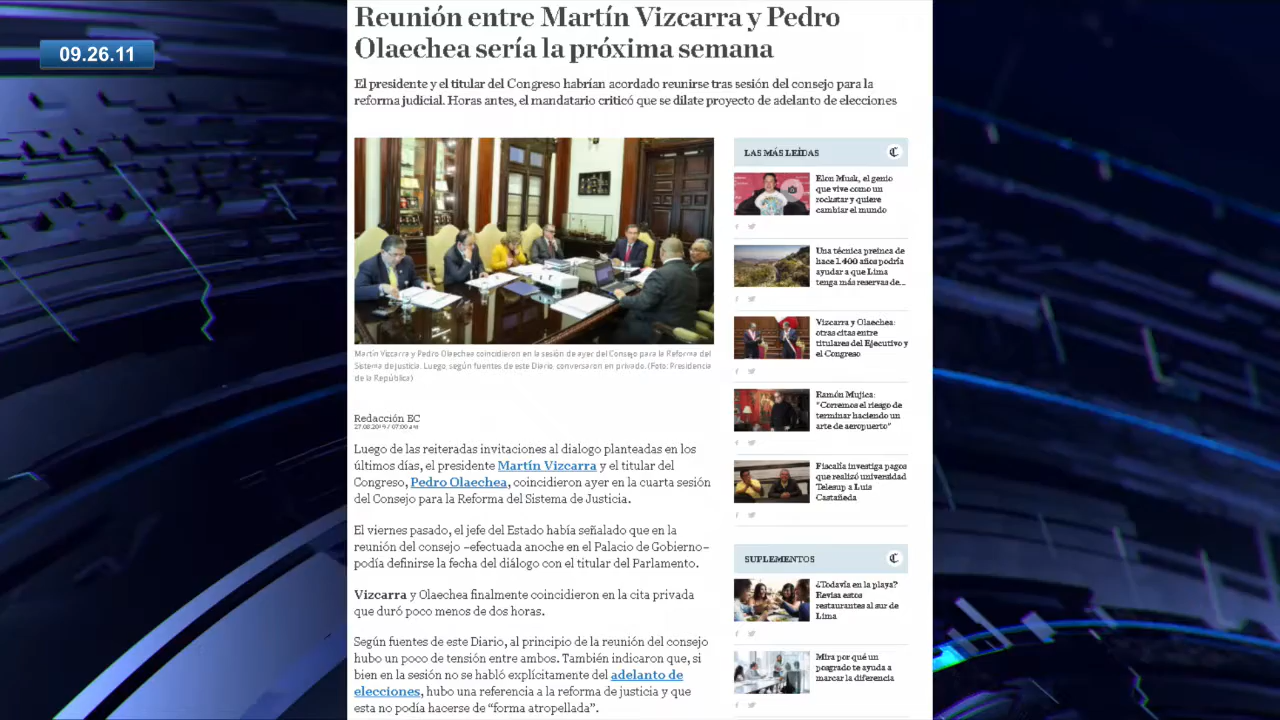 09.26.11
Reunión entre Martín Vizcarra y Pedro
Olaechea sería la próxima semana
El presidente y el titular del Congreso habrían acordado reunirse tras sesión del consejo para la
reforma judicial. Horas antes, el mandatario criticó que se dilate proyecto de adelanto de elecciones
Martín Vizcarra y Pedro Olaechea coincidieron en la sesión de ayer del Consejo para la Reforma del
Sistema de Justicia. Luego, según fuentes de este Diario, conversaron en privado. (Foto: Presidencia
de la República)
Redacción EC
27.08.2019 / 07:00 AM
Luego de las reiteradas invitaciones al diálogo planteadas en los
últimos días, el presidente Martín Vizcarra y el titular del
Congreso, Pedro Olaechea, coincidieron ayer en la cuarta sesión
del Consejo para la Reforma del Sistema de Justicia.
El viernes pasado, el jefe del Estado había señalado que en la
reunión del consejo –efectuada anoche en el Palacio de Gobierno–
podía definirse la fecha del diálogo con el titular del Parlamento.
Vizcarra y Olaechea finalmente coincidieron en la cita privada
que duró poco menos de dos horas.
Según fuentes de este Diario, al principio de la reunión del consejo
hubo un poco de tensión entre ambos. También indicaron que, si
bien en la sesión no se habló explícitamente del adelanto de
elecciones, hubo una referencia a la reforma de justicia y que
esta no podía hacerse de “forma atropellada”.
LAS MÁS LEÍDAS
Elon Musk, el genio
que vive como un
rockstar y quiere
cambiar el mundo
Una técnica preinca de
hace 1.400 años podría
ayudar a que Lima
tenga más reservas de...
Vizcarra y Olaechea:
otras citas entre
titulares del Ejecutivo y
el Congreso
Ramón Mujica:
“Corremos el riesgo de
terminar haciendo un
arte de aeropuerto”
Fiscalía investiga pagos
que realizó universidad
Telesup a Luis
Castañeda
SUPLEMENTOS
¿Todavía en la playa?
Revisa estos
restaurantes al sur de
Lima
Mira por qué un
posgrado te ayuda a
marcar la diferencia